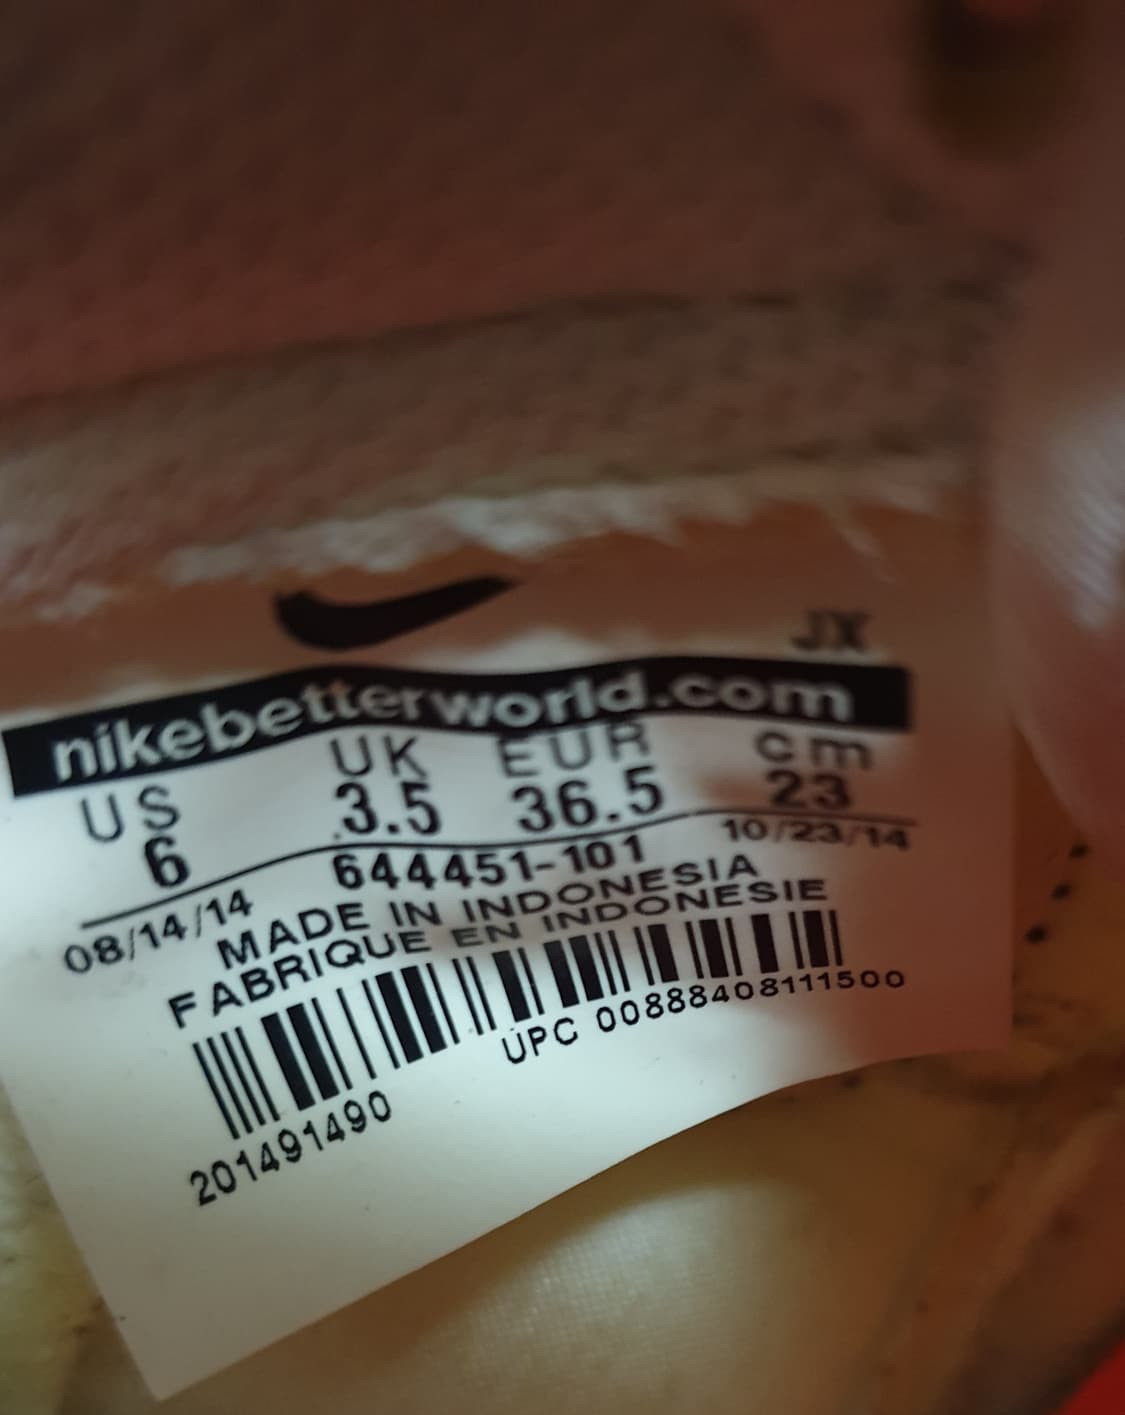 JX
nikebetterworld.com
US UK EUR cm
6 3.5 36.5 23
08/14/14 644451-101 10/23/14
MADE IN INDONESIA
FABRIQUE EN INDONESIE
UPC 00888408111500
201491490